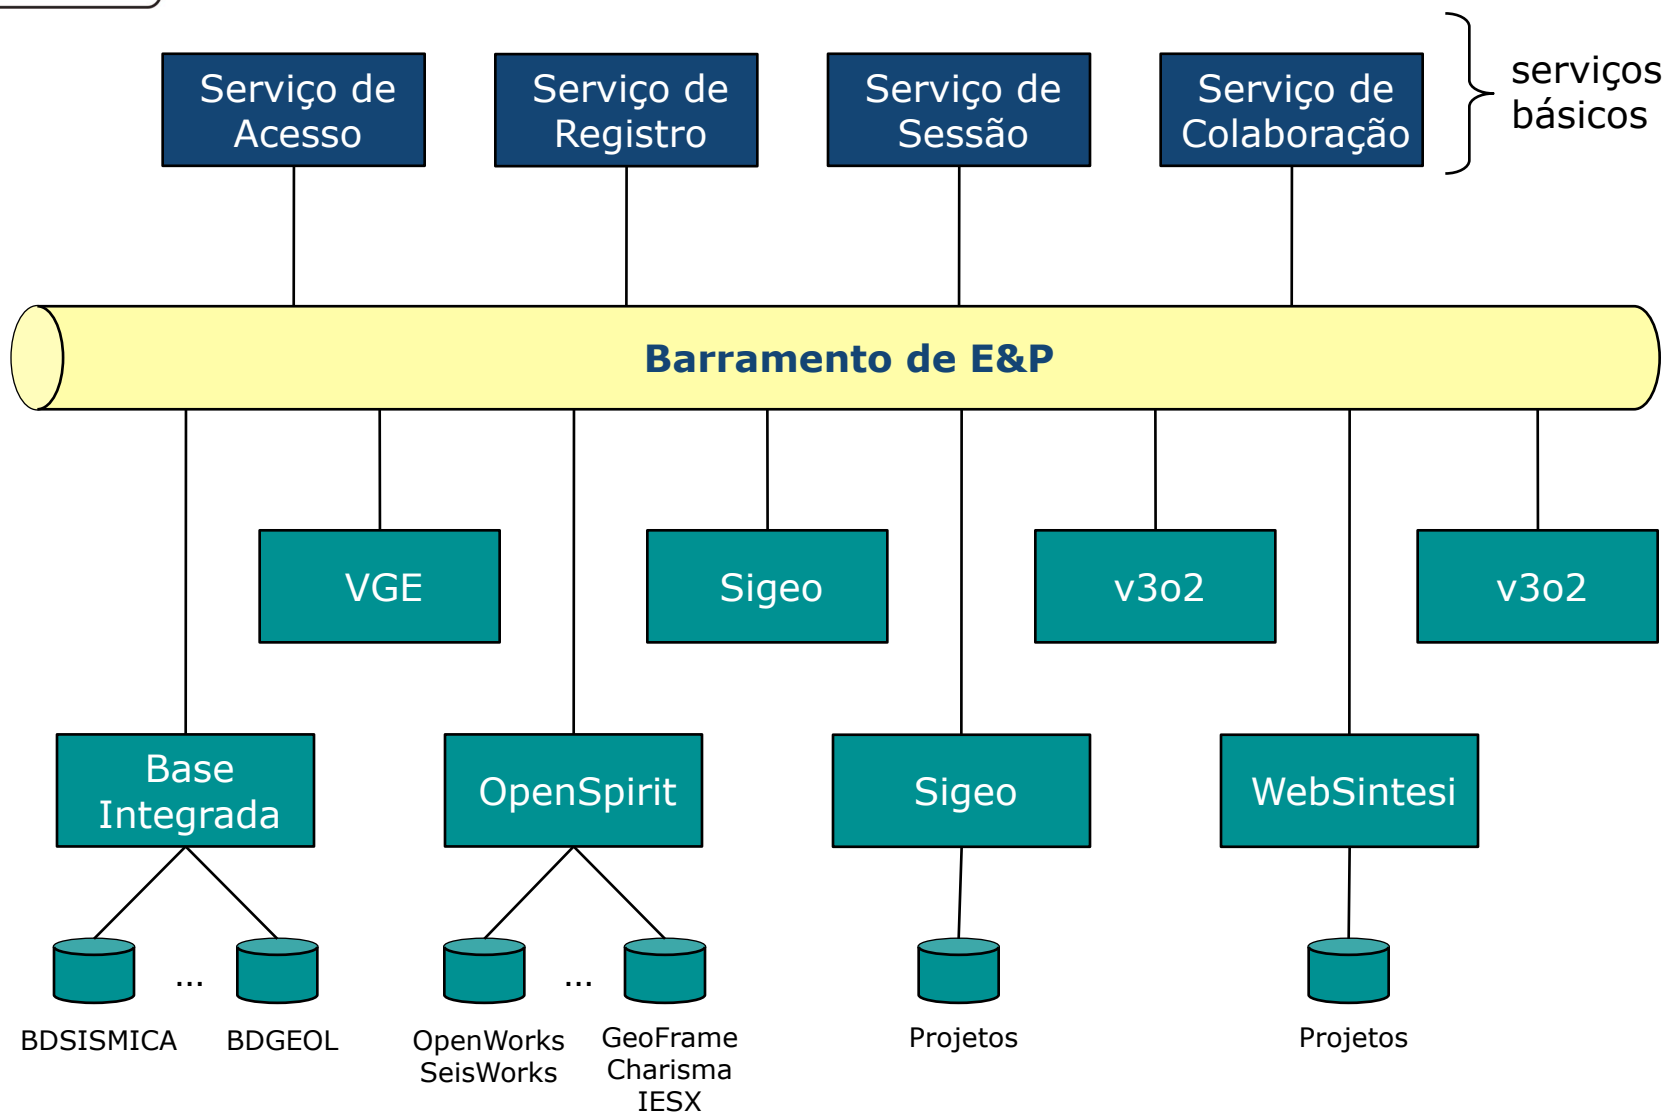 Serviço de
Acesso
Serviço de
Registro
Serviço de
Sessão
Serviço de
Colaboração
serviços
básicos
Barramento de E&P
VGE
Sigeo
v3o2
v3o2
Base
Integrada
OpenSpirit
Sigeo
WebSintesi
...
...
BDSISMICA
BDGEOL
OpenWorks
SeisWorks
GeoFrame
Charisma
IESX
Projetos
Projetos